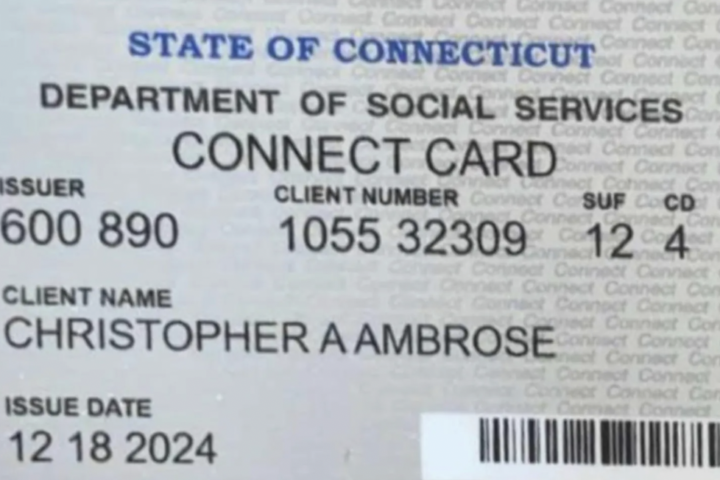 STATE OF CONNECTICUT
DEPARTMENT OF SOCIAL SERVICES
CONNECT CARD
ISSUER CLIENT NUMBER SUF CD
600 890 1055 32309 12 4
CLIENT NAME
CHRISTOPHER A AMBROSE
ISSUE DATE
12 18 2024